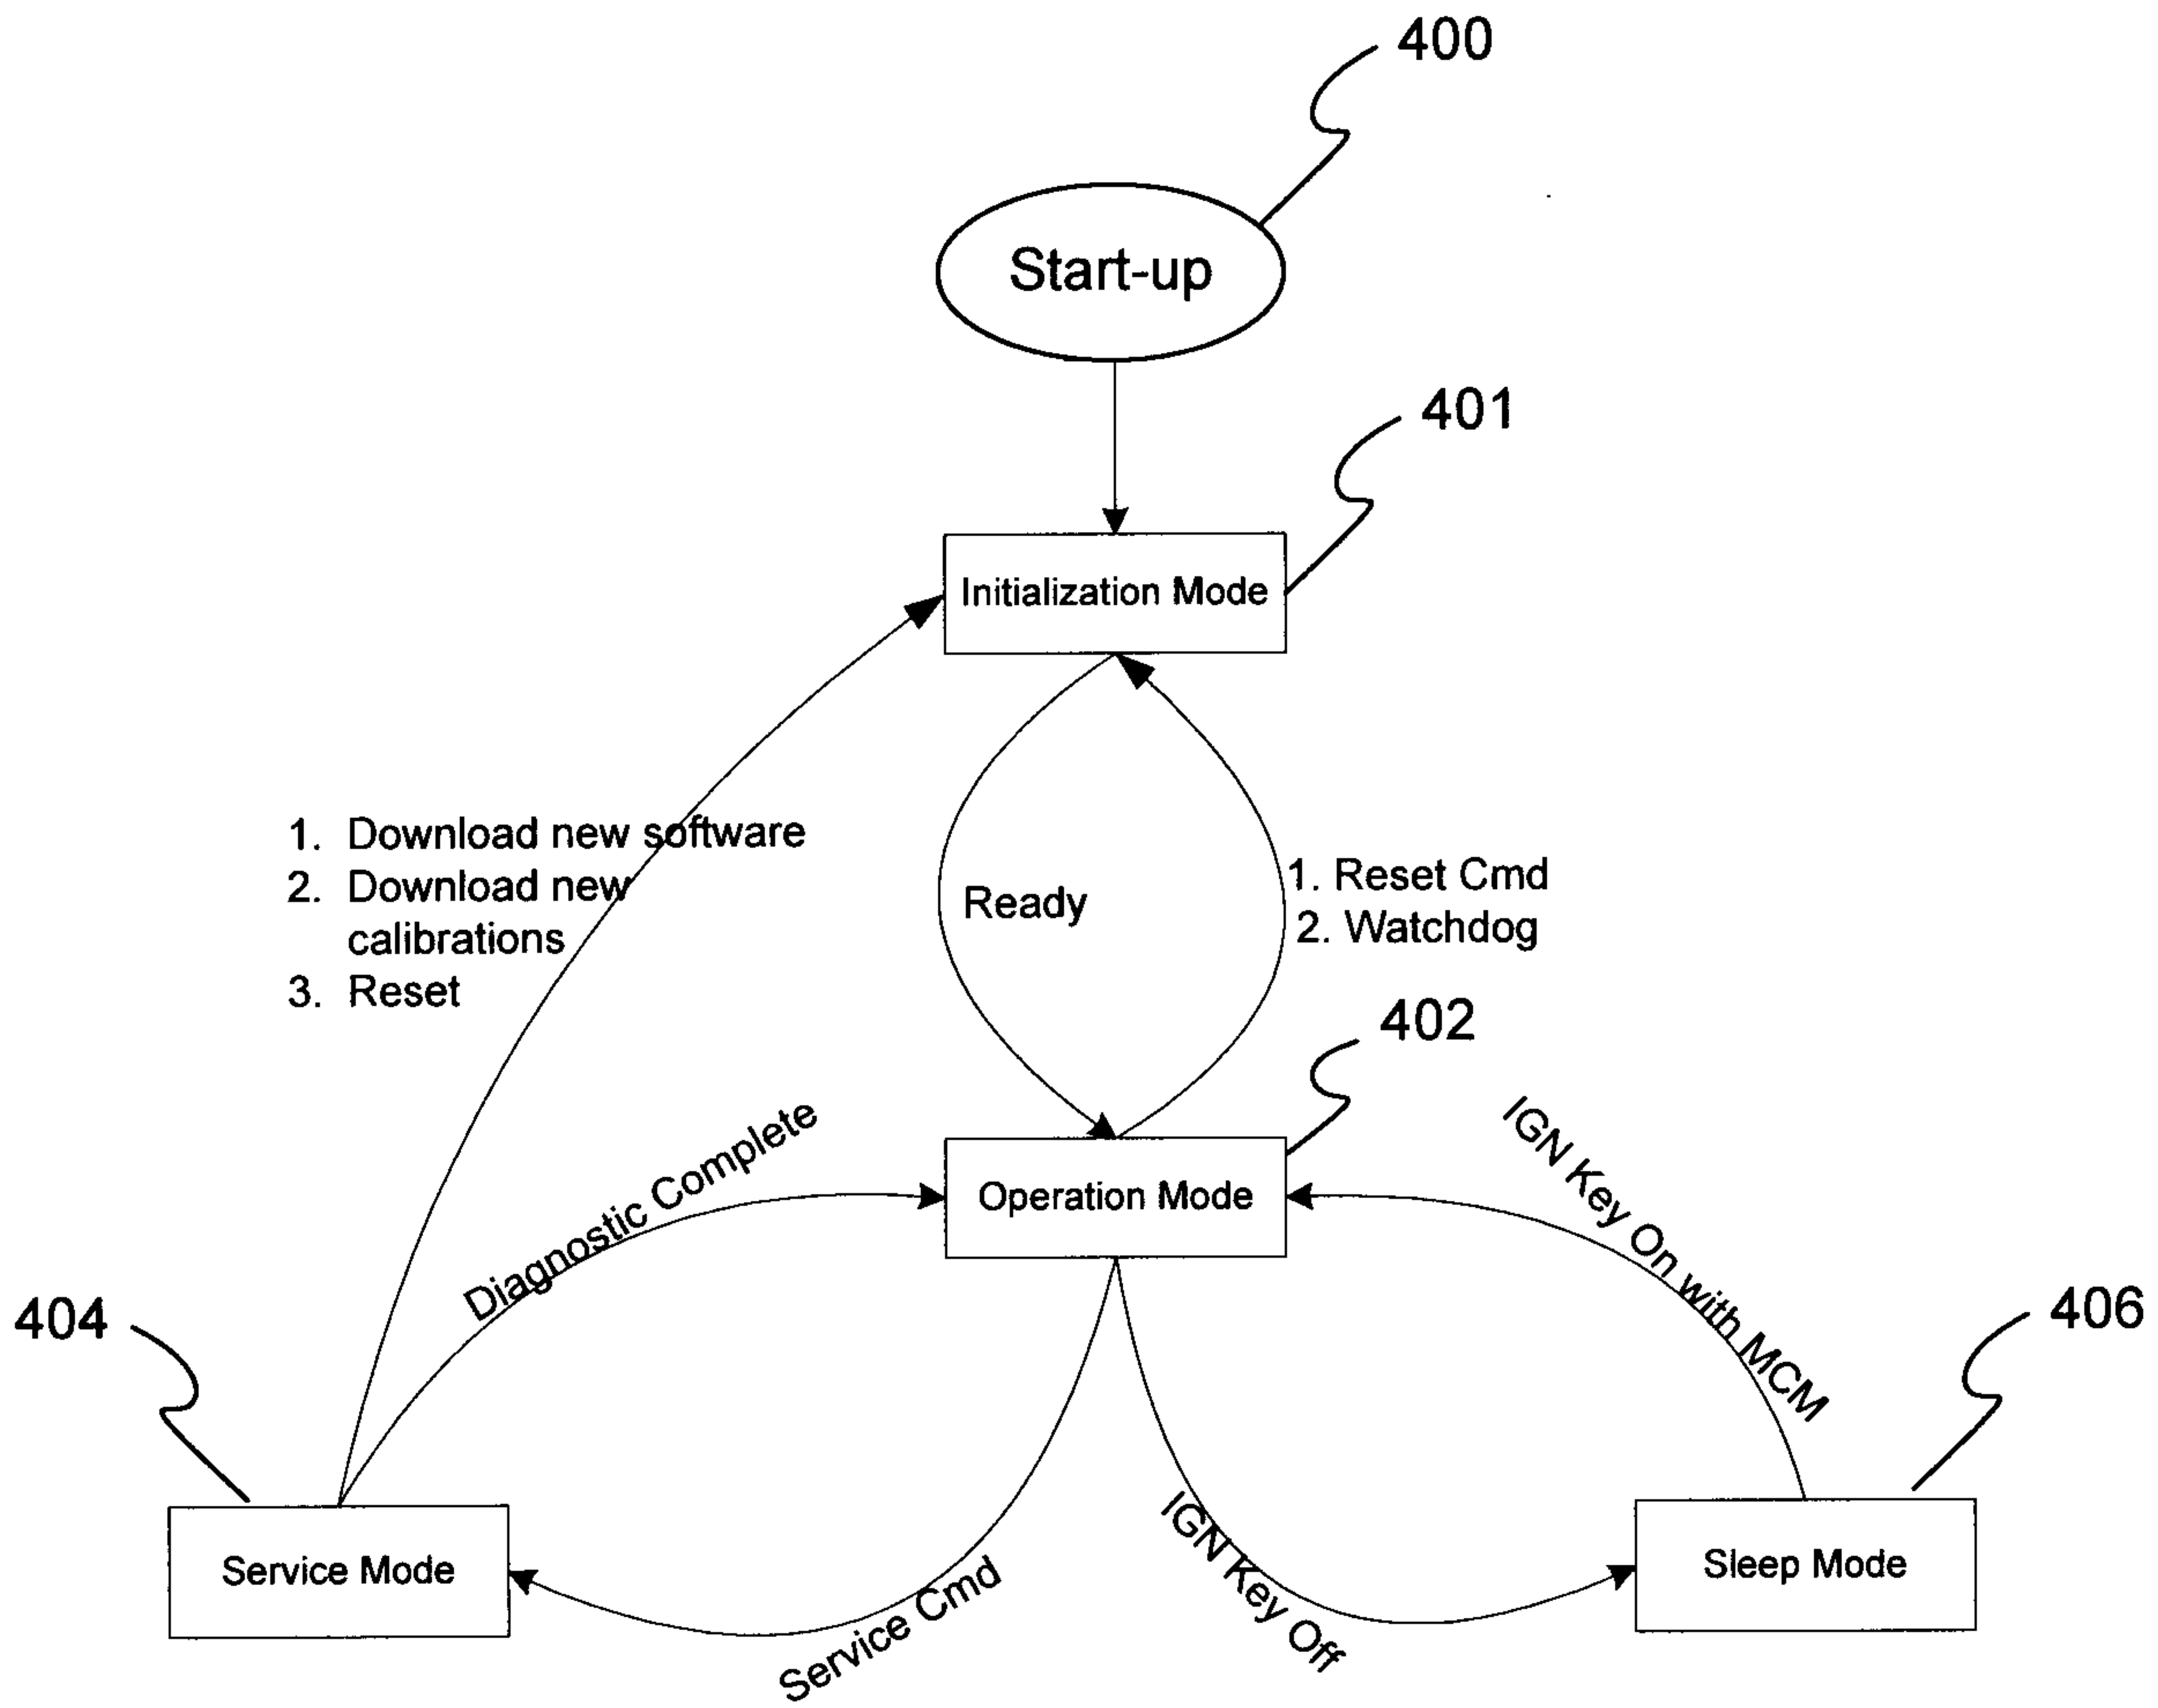 400
Start-up
401
Initialization Mode
1. Download new software
2. Download new
calibrations
3. Reset
Ready
1. Reset Cmd
2. Watchdog
402
Diagnostic Complete
Operation Mode
IGN Key On with MCM
404
406
Service Mode
Service Cmd
IGN Key Off
Sleep Mode